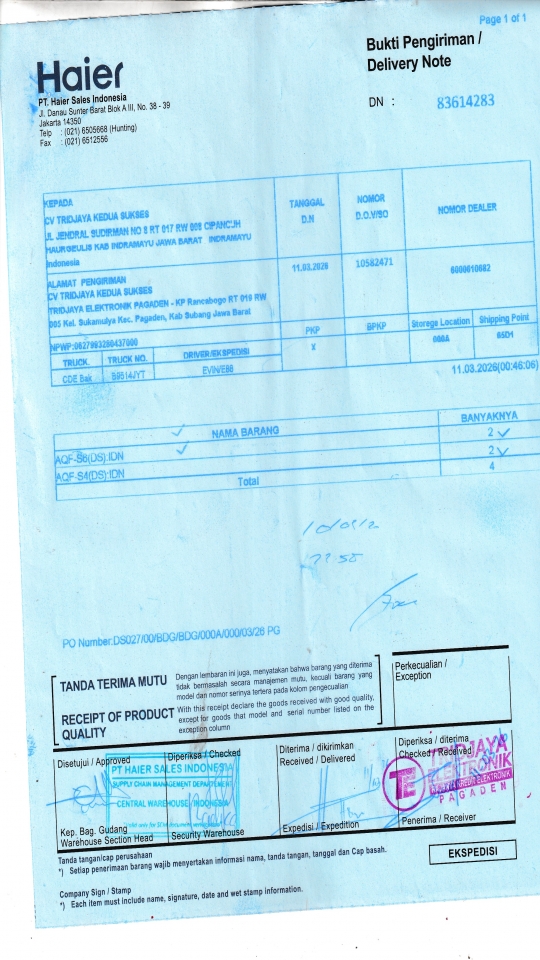 Page 1 of 1
Bukti Pengiriman /
Delivery Note
Haier
PT. Haier Sales Indonesia
Jl. Danau Sunter Barat Blok A III, No. 38 - 39
Jakarta 14350
Telp : (021) 6505668 (Hunting)
Fax : (021) 6512556
DN : 83614283
KEPADA
CV TRIDJAYA KEDUA SUKSES
JL JENDRAL SUDIRMAN NO 8 RT 017 RW 008 CIPANCUH
HAURGEULIS KAB INDRAMAYU JAWA BARAT INDRAMAYU
Indonesia
TANGGAL
D.N
NOMOR
D.O.V/SO
NOMOR DEALER
ALAMAT PENGIRIMAN
CV TRIDJAYA KEDUA SUKSES
TRIDJAYA ELEKTRONIK PAGADEN - KP Rancabogo RT 019 RW
005 Kel. Sukamulya Kec. Pagaden, Kab Subang Jawa Barat
11.03.2026
10582471
6000010682
NPWP:0627993280437000
PKP
BPKP
Storege Location
Shipping Point
TRUCK.
TRUCK NO.
DRIVER/EKSPEDISI
X
000A
65D1
CDE Bak
B9514JYT
EVIN/E88
11.03.2026(00:46:06)
NAMA BARANG
BANYAKNYA
AQF-S6(DS):IDN 2
AQF-S4(DS):IDN 2
Total 4
PO Number:DS027/00/BDG/BDG/000A/000/03/26 PG
TANDA TERIMA MUTU
Dengan lembaran ini juga, menyatakan bahwa barang yang diterima
tidak bermasalah secara manajemen mutu, kecuali barang yang
model dan nomor serinya tertera pada kolom pengecualian
RECEIPT OF PRODUCT
QUALITY
With this receipt declare the goods received with good quality,
except for goods that model and serial number listed on the
exception column
Perkecualian /
Exception
Disetujui / Approved
Diperiksa / Checked
Diterima / dikirimkan
Received / Delivered
Diperiksa / diterima
Checked / Received
PT HAIER SALES INDONESIA
SUPPLY CHAIN MANAGEMENT DEPARTEMENT
CENTRAL WAREHOUSE INDONESIA
ELEKTRONIK
PAGADEN
Kep. Bag. Gudang
Warehouse Section Head
Security Warehouse
Expedisi / Expedition
Penerima / Receiver
Tanda tangan/cap perusahaan
*) Setiap penerimaan barang wajib menyertakan informasi nama, tanda tangan, tanggal dan Cap basah.
EKSPEDISI
Company Sign / Stamp
*) Each item must include name, signature, date and wet stamp information.